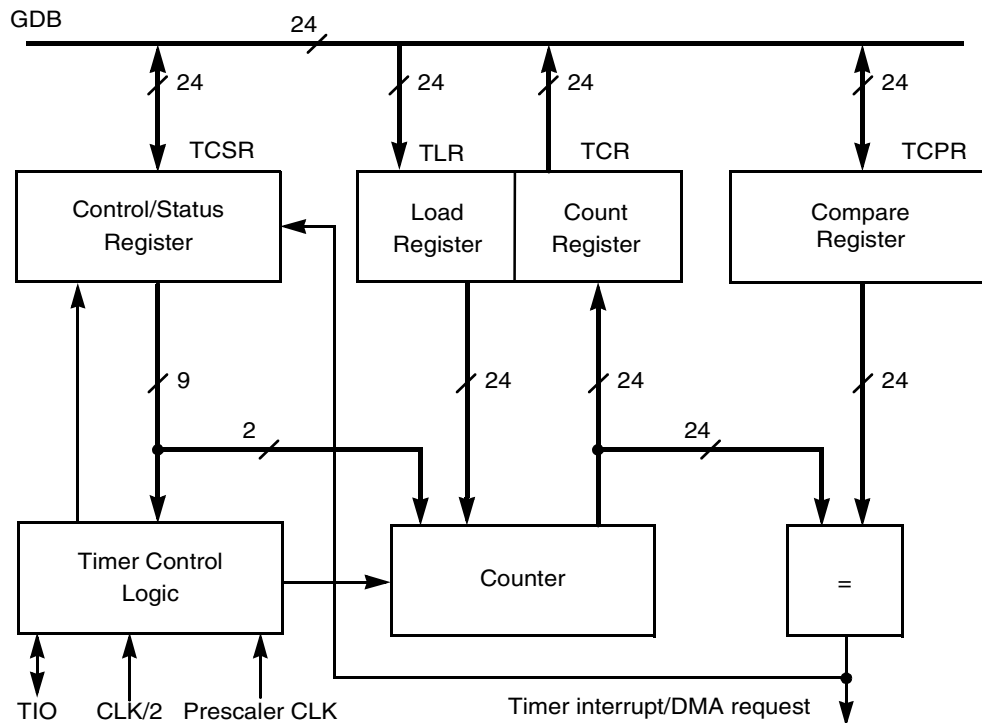 GDB
24
24
24
24
24
TCSR
TLR
TCR
TCPR
Control/Status
Register
Load
Register
Count
Register
Compare
Register
9
24
24
24
2
24
Timer Control
Logic
Counter
=
TIO
CLK/2
Prescaler CLK
Timer interrupt/DMA request